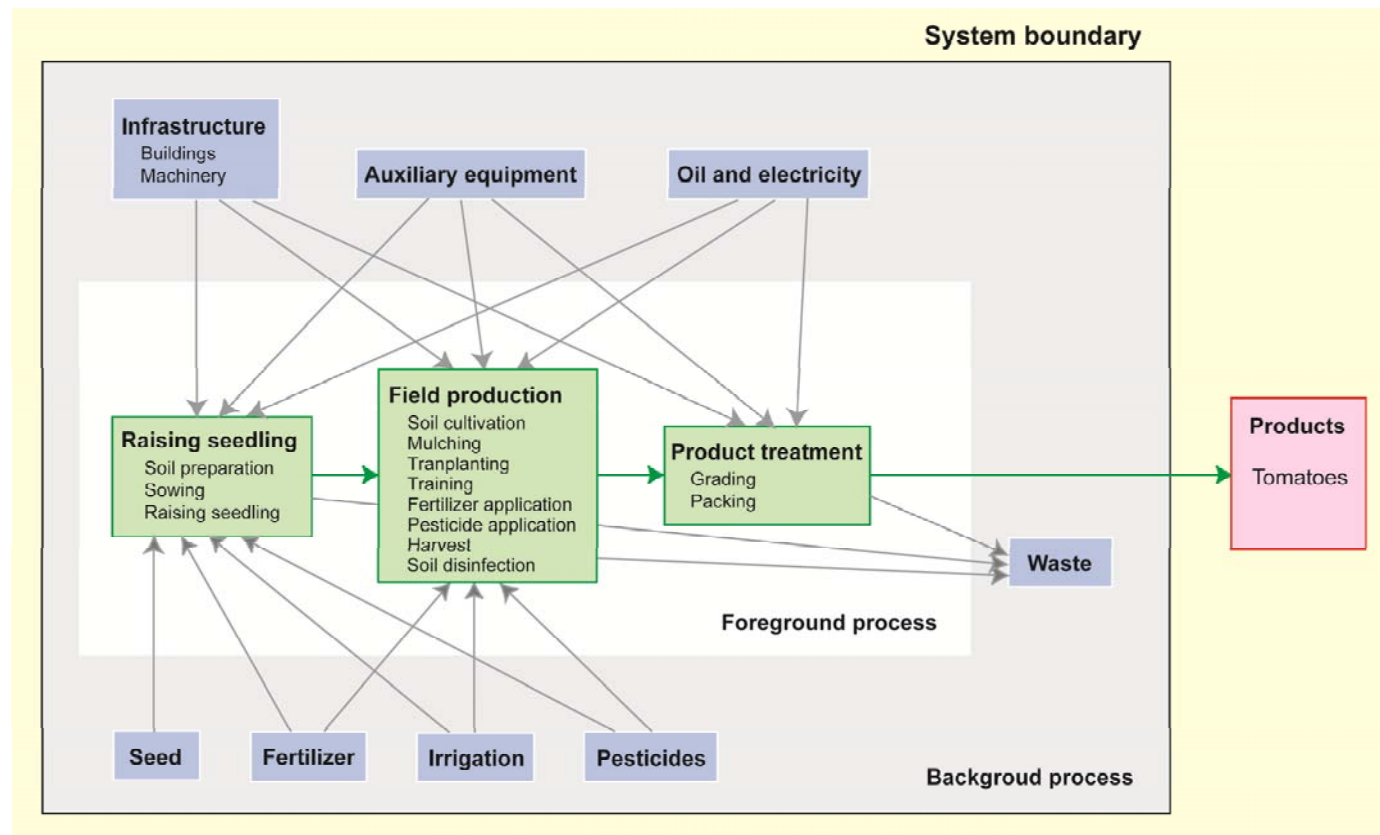 System boundary
Infrastructure
Buildings
Machinery
Auxiliary equipment
Oil and electricity
Raising seedling
Soil preparation
Sowing
Raising seedling
Field production
Soil cultivation
Mulching
Tranplanting
Training
Fertilizer application
Pesticide application
Harvest
Soil disinfection
Product treatment
Grading
Packing
Products
Tomatoes
Waste
Foreground process
Seed
Fertilizer
Irrigation
Pesticides
Backgroud process